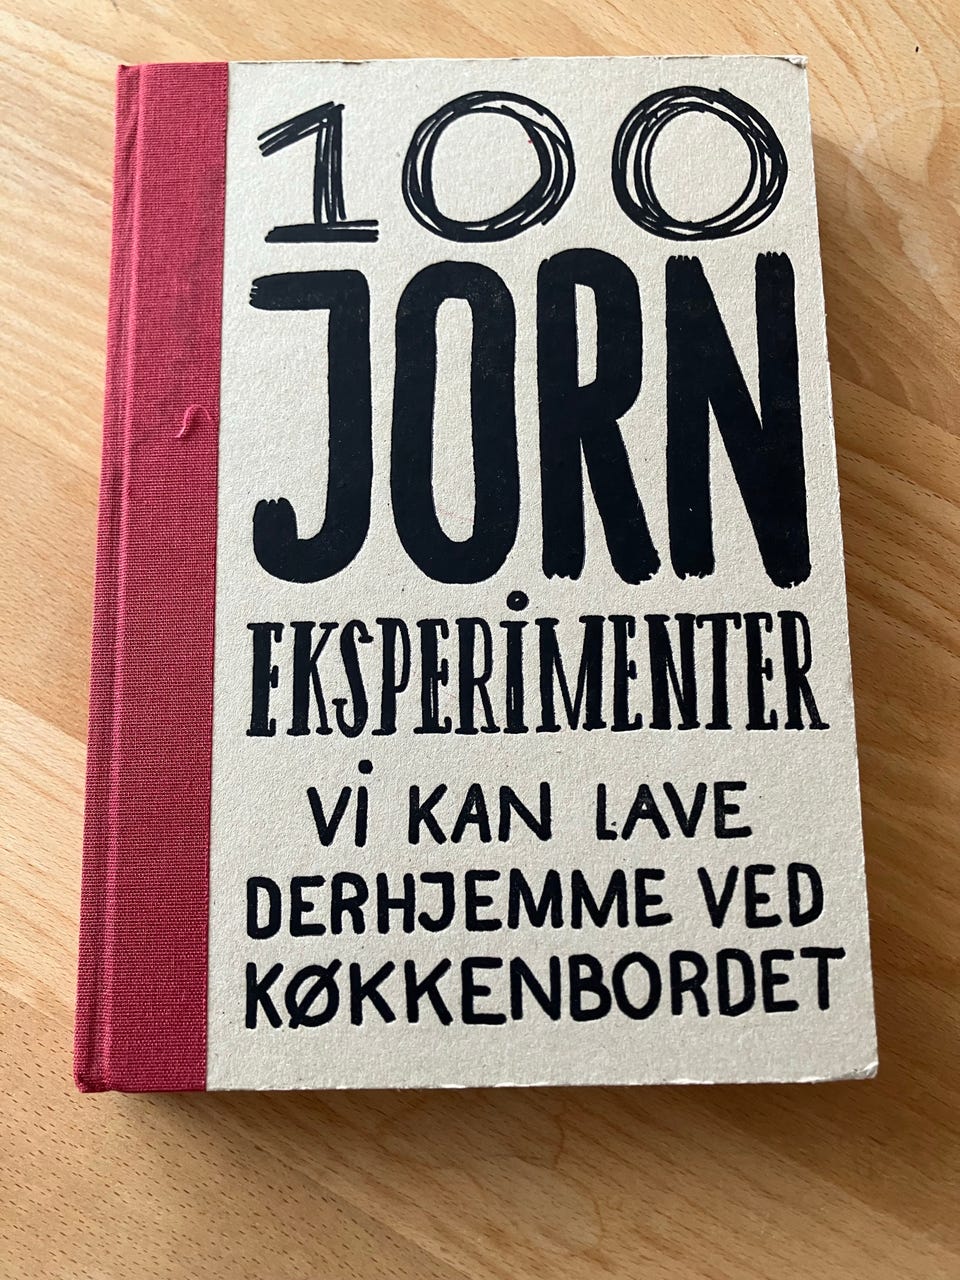 100
JORN
EKSPERIMENTER
Vi KAN LAVE
DERHJEMME VED
KØKKENBORDET